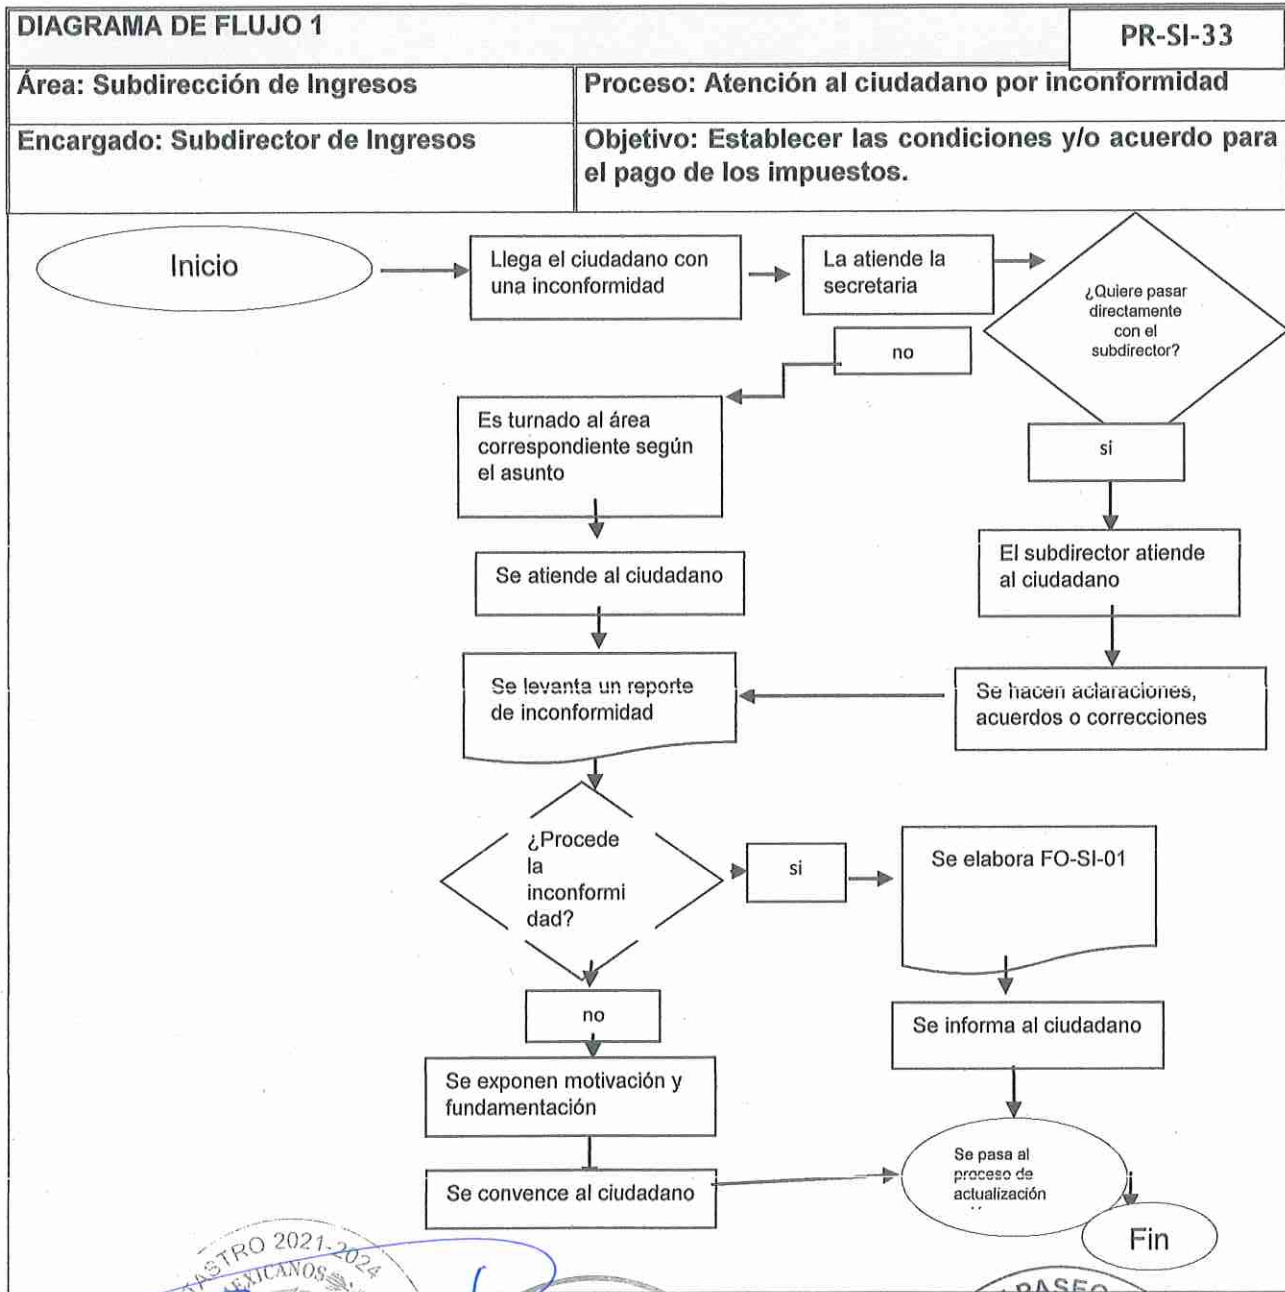 DIAGRAMA DE FLUJO 1
PR-SI-33
Área: Subdirección de Ingresos
Proceso: Atención al ciudadano por inconformidad
Encargado: Subdirector de Ingresos
Objetivo: Establecer las condiciones y/o acuerdo para
el pago de los impuestos.
Inicio
Llega el ciudadano con
una inconformidad
La atiende la
secretaria
¿Quiere pasar
directamente
con el
subdirector?
no
si
Es turnado al área
correspondiente según
el asunto
El subdirector atiende
al ciudadano
Se atiende al ciudadano
Se levanta un reporte
de inconformidad
Se hacen aclaraciones,
acuerdos o correcciones
¿Procede
la
inconformi
dad?
si
Se elabora FO-SI-01
no
Se informa al ciudadano
Se exponen motivación y
fundamentación
Se convence al ciudadano
Se pasa al
proceso de
actualización
Fin
2021-2024
MEXICANOS
PASEO